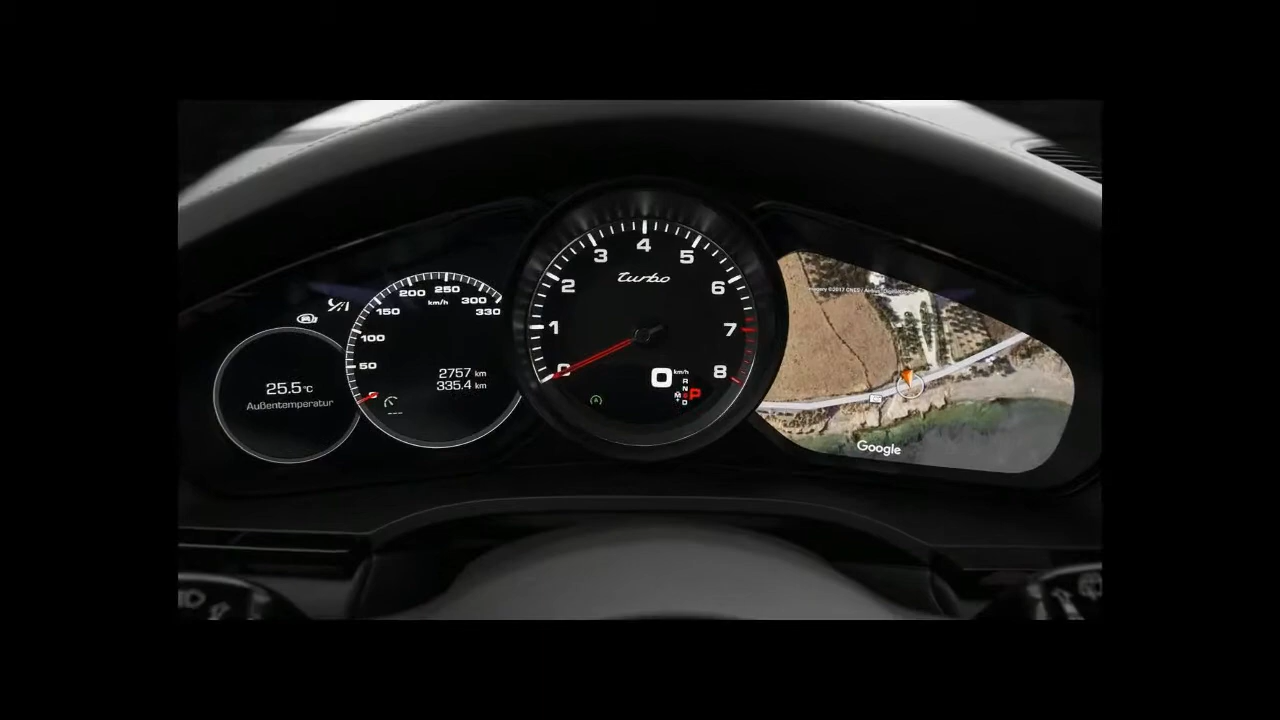 25.5 °C
Außentemperatur
50
100
150
200
250
300
330
km/h
2757 km
335.4 km
0
1
2
3
4
5
6
7
8
turbo
0 km/h
R
N
D
M
+
P
A
Google